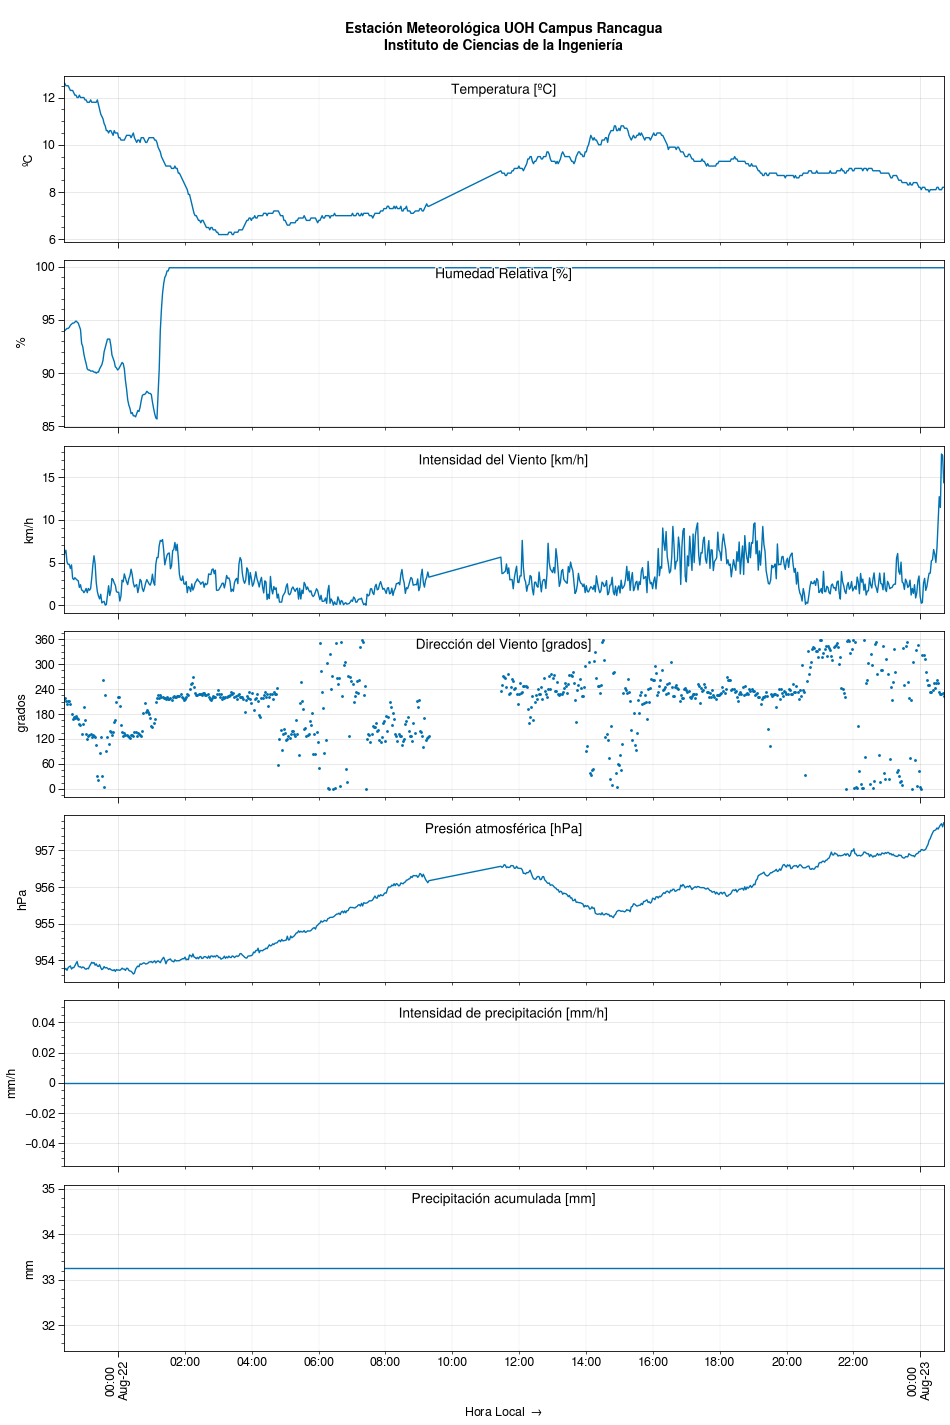 Estación Meteorológica UOH Campus Rancagua
Instituto de Ciencias de la Ingeniería
Temperatura [ºC]
ºC
12
10
8
6
Humedad Relativa [%]
%
100
95
90
85
Intensidad del Viento [km/h]
km/h
15
10
5
0
Dirección del Viento [grados]
grados
360
300
240
180
120
60
0
Presión atmosférica [hPa]
hPa
957
956
955
954
Intensidad de precipitación [mm/h]
mm/h
0.04
0.02
0
−0.02
−0.04
Precipitación acumulada [mm]
mm
35
34
33
32
00:00
Aug-22
02:00
04:00
06:00
08:00
10:00
12:00
14:00
16:00
18:00
20:00
22:00
00:00
Aug-23
Hora Local →